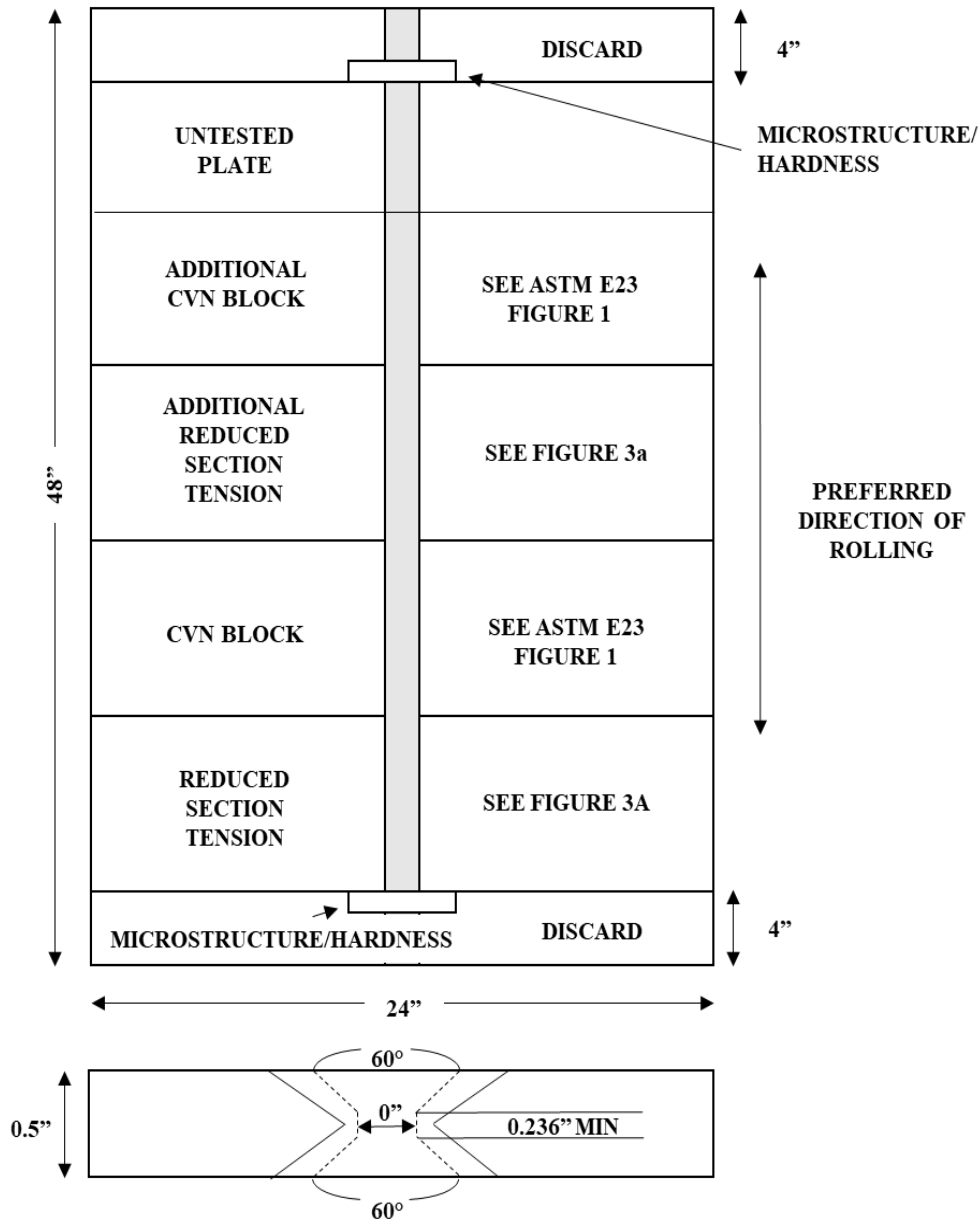 DISCARD
4”
UNTESTED
PLATE
MICROSTRUCTURE/
HARDNESS
ADDITIONAL
CVN BLOCK
SEE ASTM E23
FIGURE 1
ADDITIONAL
REDUCED
SECTION
TENSION
SEE FIGURE 3a
48”
PREFERRED
DIRECTION OF
ROLLING
CVN BLOCK
SEE ASTM E23
FIGURE 1
REDUCED
SECTION
TENSION
SEE FIGURE 3A
MICROSTRUCTURE/HARDNESS
DISCARD
4”
24”
60°
0.5”
0”
0.236” MIN
60°